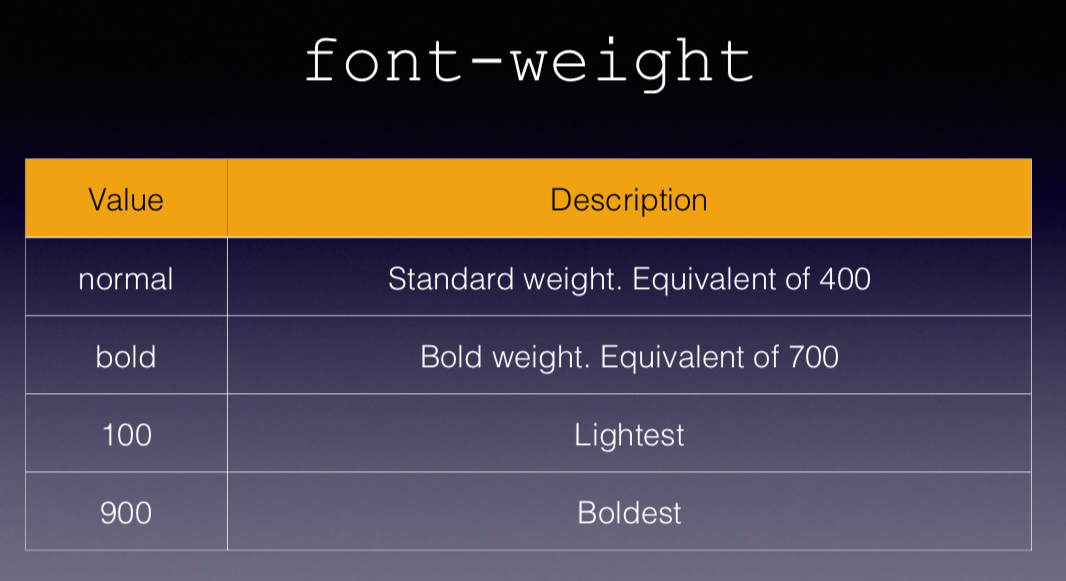 font-weight
Value Description
normal Standard weight. Equivalent of 400
bold Bold weight. Equivalent of 700
100 Lightest
900 Boldest